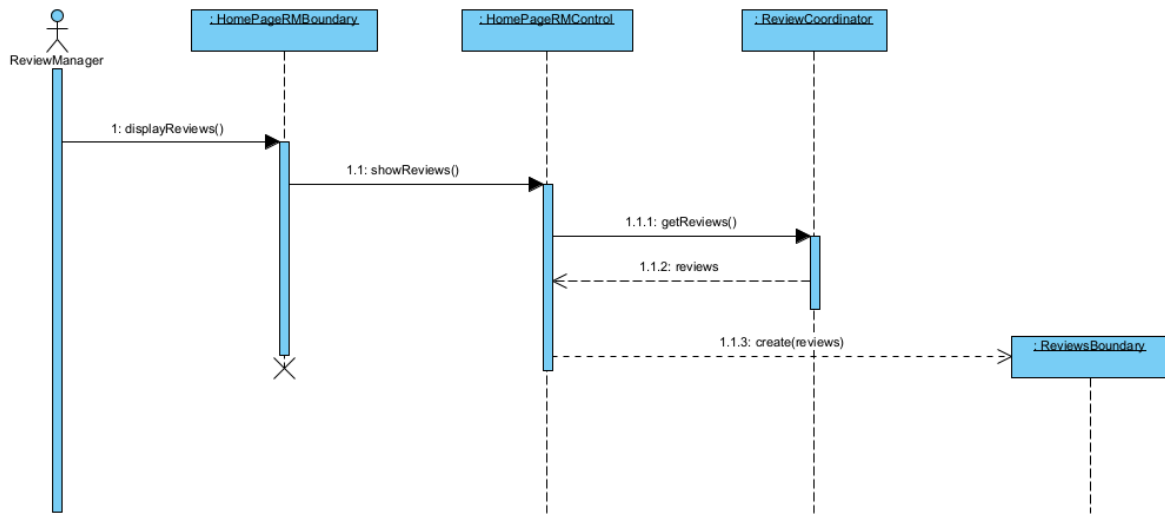 : HomePageRMBoundary
: HomePageRMControl
: ReviewCoordinator
ReviewManager
1: displayReviews()
1.1: showReviews()
1.1.1: getReviews()
1.1.2: reviews
1.1.3: create(reviews)
: ReviewsBoundary